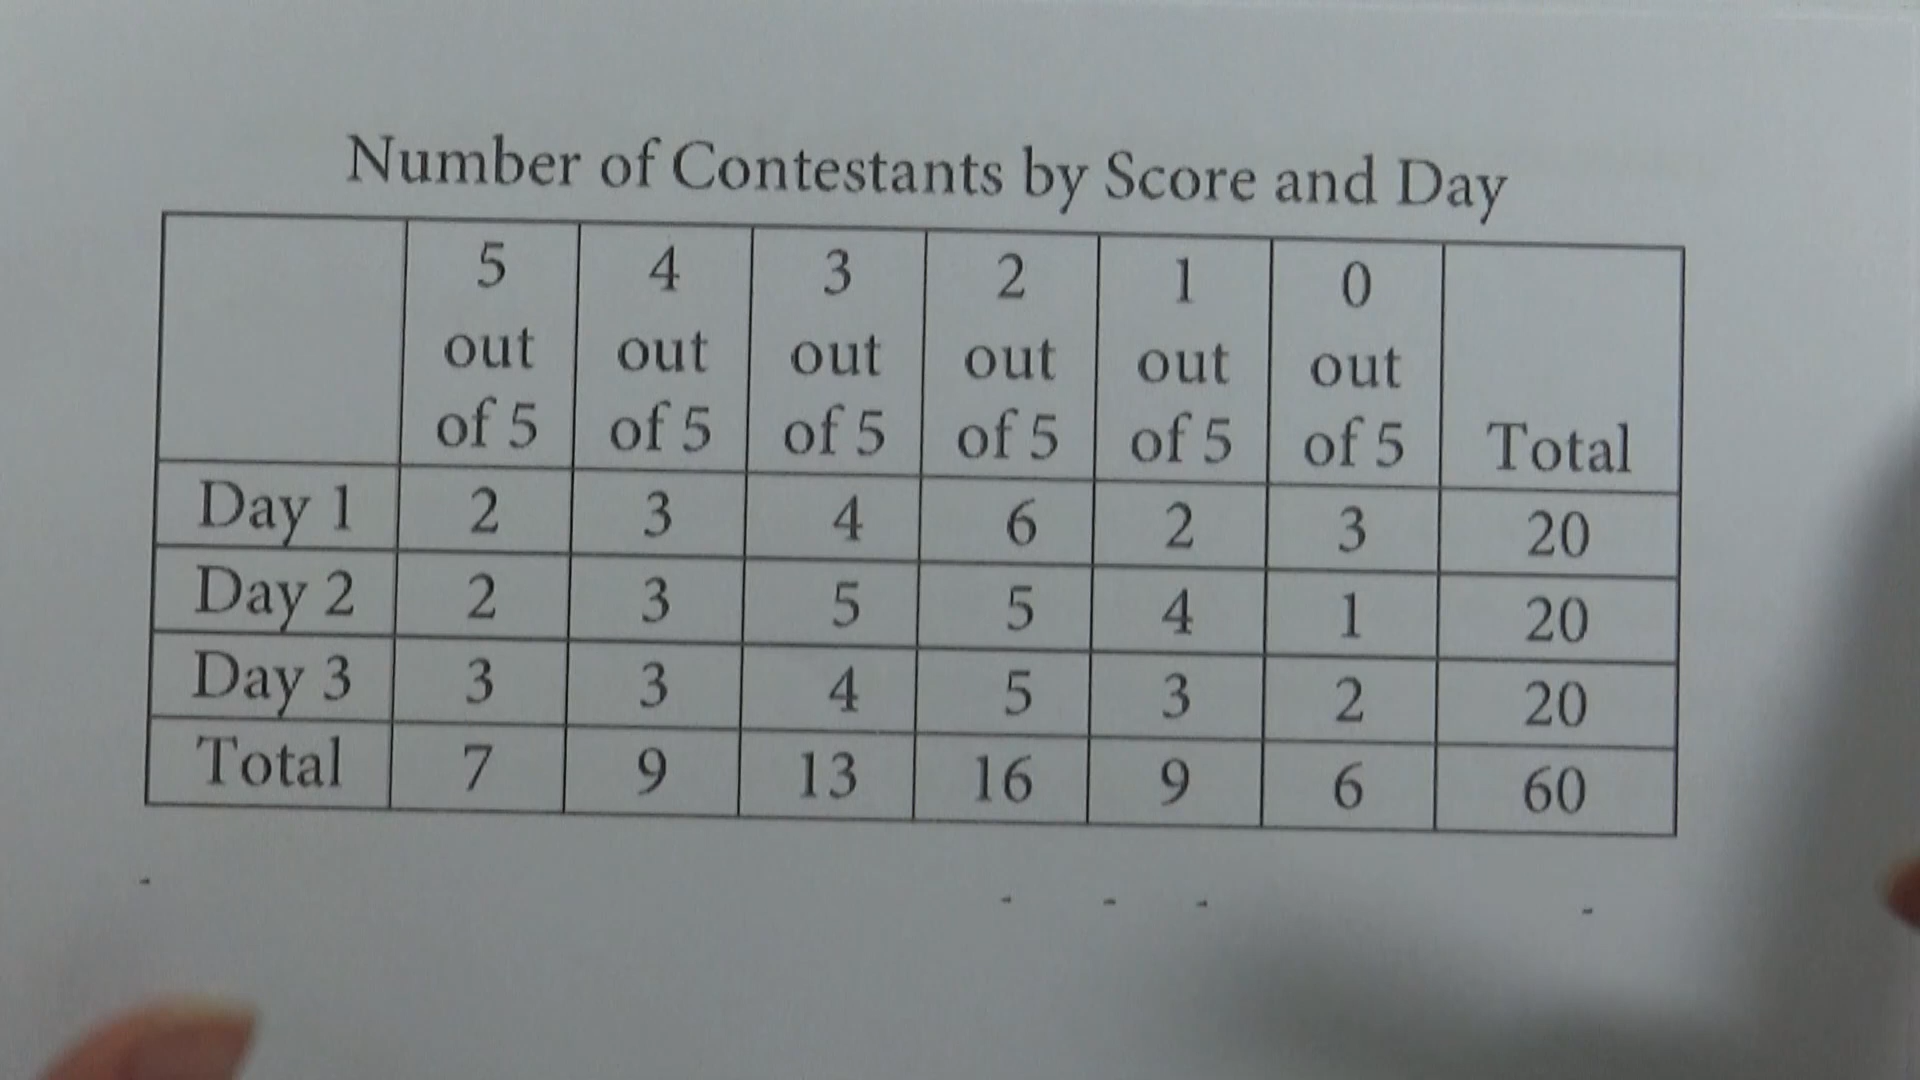 Number of Contestants by Score and Day
5 out of 5 4 out of 5 3 out of 5 2 out of 5 1 out of 5 0 out of 5 Total
Day 1 2 3 4 6 2 3 20
Day 2 2 3 5 5 4 1 20
Day 3 3 3 4 5 3 2 20
Total 7 9 13 16 9 6 60